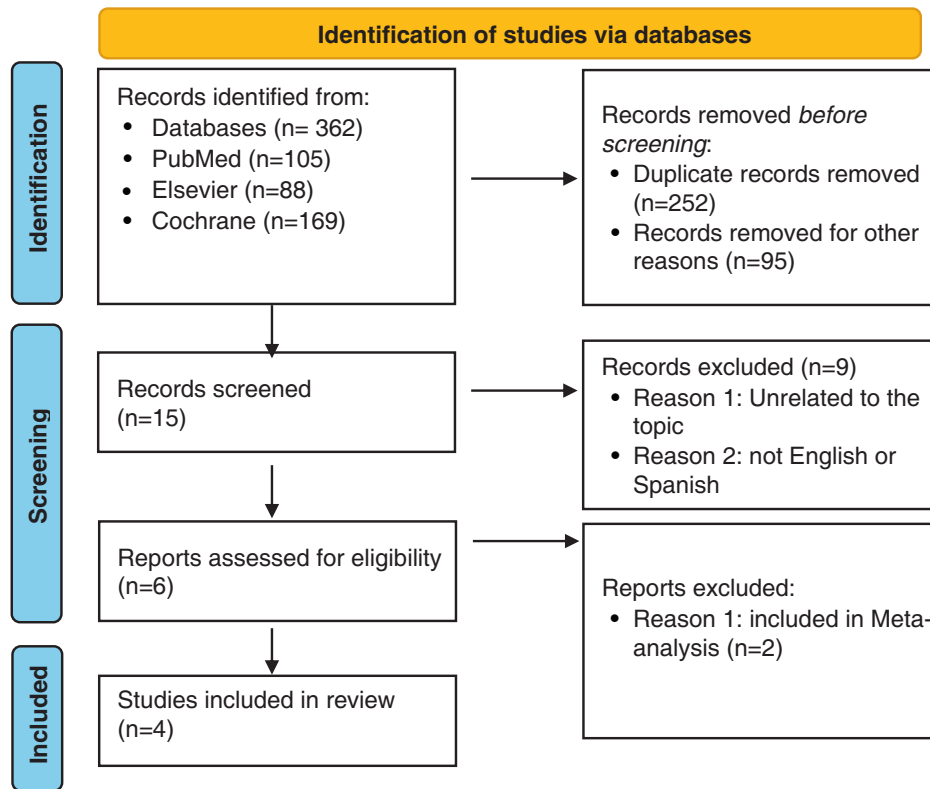 Identification of studies via databases
Identification
Records identified from:
• Databases (n= 362)
• PubMed (n=105)
• Elsevier (n=88)
• Cochrane (n=169)
Records removed before
screening:
• Duplicate records removed
(n=252)
• Records removed for other
reasons (n=95)
Screening
Records screened
(n=15)
Records excluded (n=9)
• Reason 1: Unrelated to the
topic
• Reason 2: not English or
Spanish
Reports assessed for eligibility
(n=6)
Reports excluded:
• Reason 1: included in Meta-
analysis (n=2)
Included
Studies included in review
(n=4)